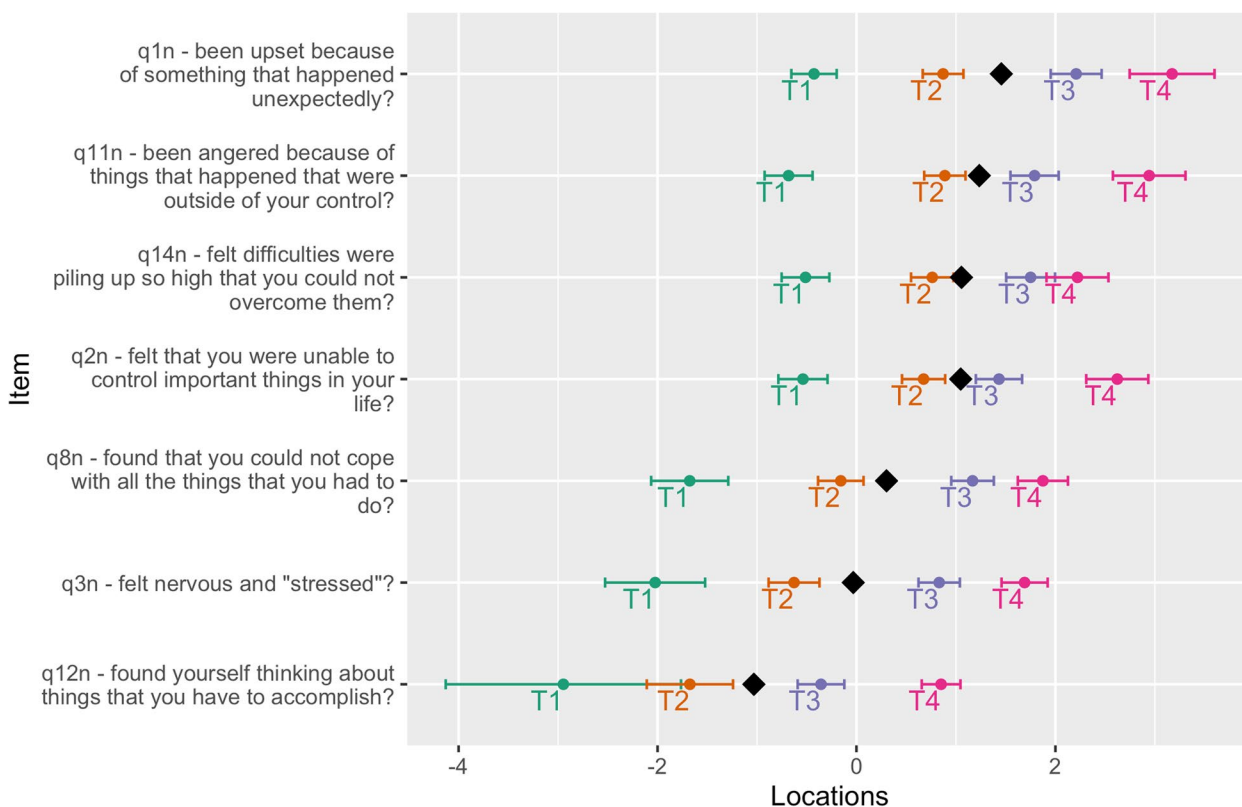 q1n - been upset because
of something that happened
unexpectedly?
T1 T2 T3 T4
q11n - been angered because of
things that happened that were
outside of your control?
T1 T2 T3 T4
q14n - felt difficulties were
piling up so high that you could not
overcome them?
T1 T2 T3 T4
q2n - felt that you were unable to
control important things in your
life?
T1 T2 T3 T4
q8n - found that you could not cope
with all the things that you had to
do?
T1 T2 T3 T4
q3n - felt nervous and "stressed"?
T1 T2 T3 T4
q12n - found yourself thinking about
things that you have to accomplish?
T1 T2 T3 T4
Item
-4 -2 0 2
Locations